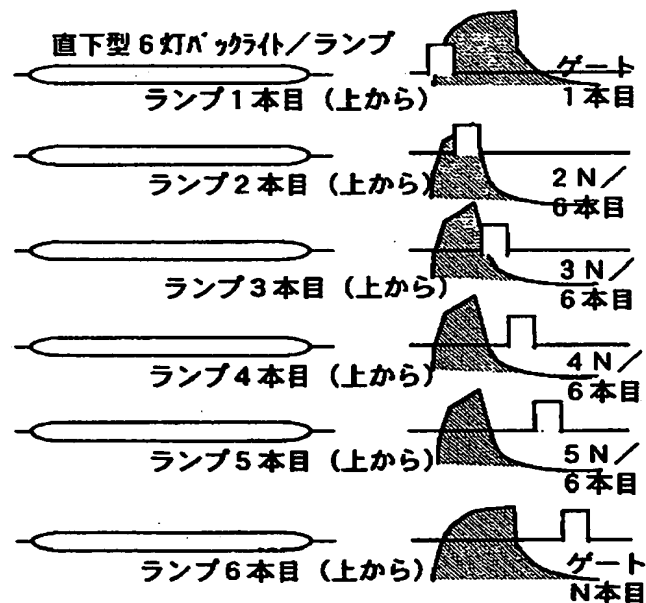 直下型6灯バックライト/ランプ
ゲート
1本目
ランプ1本目(上から)
2N/
6本目
ランプ2本目(上から)
3N/
6本目
ランプ3本目(上から)
4N/
6本目
ランプ4本目(上から)
5N/
6本目
ランプ5本目(上から)
ゲート
N本目
ランプ6本目(上から)